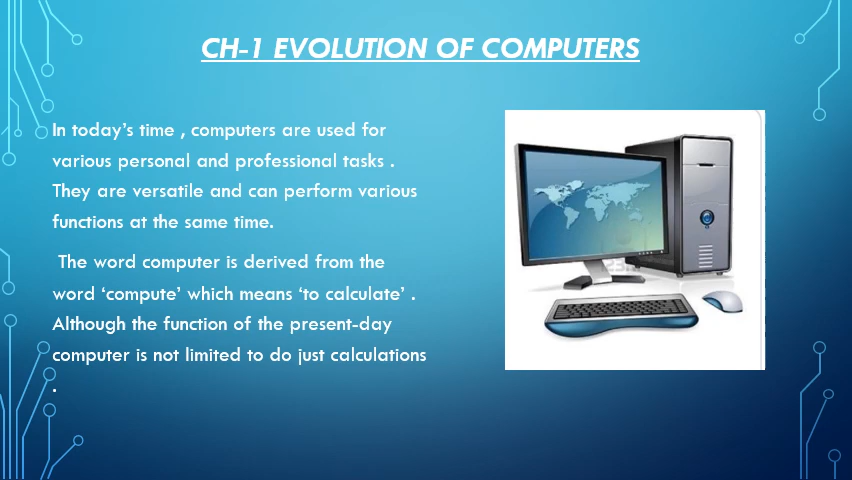 CH-1 EVOLUTION OF COMPUTERS
In today's time , computers are used for
various personal and professional tasks .
They are versatile and can perform various
functions at the same time.
The word computer is derived from the
word ‘compute’ which means ‘to calculate’ .
Although the function of the present-day
computer is not limited to do just calculations
.